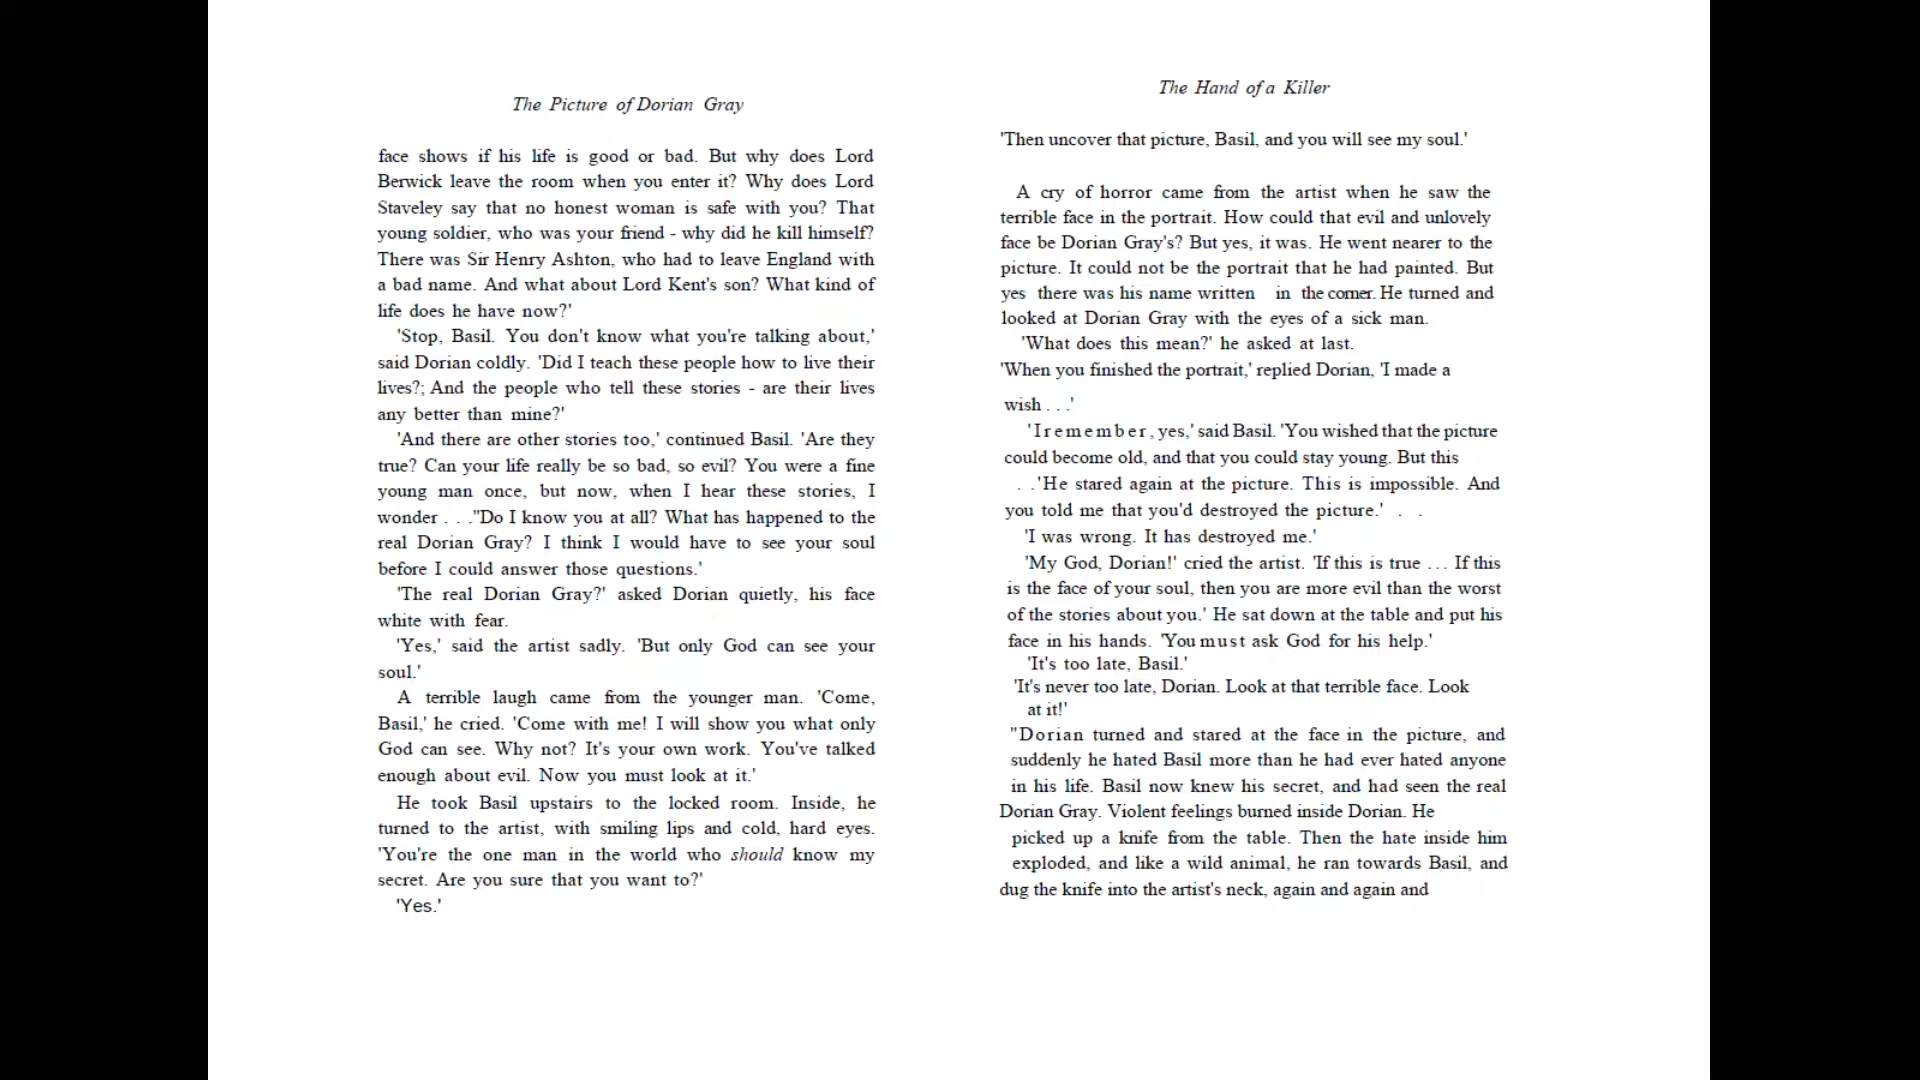 The Picture of Dorian Gray
face shows if his life is good or bad. But why does Lord
Berwick leave the room when you enter it? Why does Lord
Staveley say that no honest woman is safe with you? That
young soldier, who was your friend - why did he kill himself?
There was Sir Henry Ashton, who had to leave England with
a bad name. And what about Lord Kent's son? What kind of
life does he have now?'
'Stop, Basil. You don't know what you're talking about,'
said Dorian coldly. 'Did I teach these people how to live their
lives?; And the people who tell these stories - are their lives
any better than mine?'
'And there are other stories too,' continued Basil. 'Are they
true? Can your life really be so bad, so evil? You were a fine
young man once, but now, when I hear these stories, I
wonder . . ."Do I know you at all? What has happened to the
real Dorian Gray? I think I would have to see your soul
before I could answer those questions.'
'The real Dorian Gray?' asked Dorian quietly, his face
white with fear.
'Yes,' said the artist sadly. 'But only God can see your
soul.'
A terrible laugh came from the younger man. 'Come,
Basil,' he cried. 'Come with me! I will show you what only
God can see. Why not? It's your own work. You've talked
enough about evil. Now you must look at it.'
He took Basil upstairs to the locked room. Inside, he
turned to the artist, with smiling lips and cold, hard eyes.
'You're the one man in the world who should know my
secret. Are you sure that you want to?'
'Yes.'
The Hand of a Killer
'Then uncover that picture, Basil, and you will see my soul.'
A cry of horror came from the artist when he saw the
terrible face in the portrait. How could that evil and unlovely
face be Dorian Gray's? But yes, it was. He went nearer to the
picture. It could not be the portrait that he had painted. But
yes there was his name written in the corner. He turned and
looked at Dorian Gray with the eyes of a sick man.
'What does this mean?' he asked at last.
'When you finished the portrait,' replied Dorian, 'I made a
wish . . .'
'I remember, yes,' said Basil. 'You wished that the picture
could become old, and that you could stay young. But this
. .'He stared again at the picture. This is impossible. And
you told me that you'd destroyed the picture.' . .
'I was wrong. It has destroyed me.'
'My God, Dorian!' cried the artist. 'If this is true ... If this
is the face of your soul, then you are more evil than the worst
of the stories about you.' He sat down at the table and put his
face in his hands. 'You must ask God for his help.'
'It's too late, Basil.'
'It's never too late, Dorian. Look at that terrible face. Look
at it!'
"Dorian turned and stared at the face in the picture, and
suddenly he hated Basil more than he had ever hated anyone
in his life. Basil now knew his secret, and had seen the real
Dorian Gray. Violent feelings burned inside Dorian. He
picked up a knife from the table. Then the hate inside him
exploded, and like a wild animal, he ran towards Basil, and
dug the knife into the artist's neck, again and again and